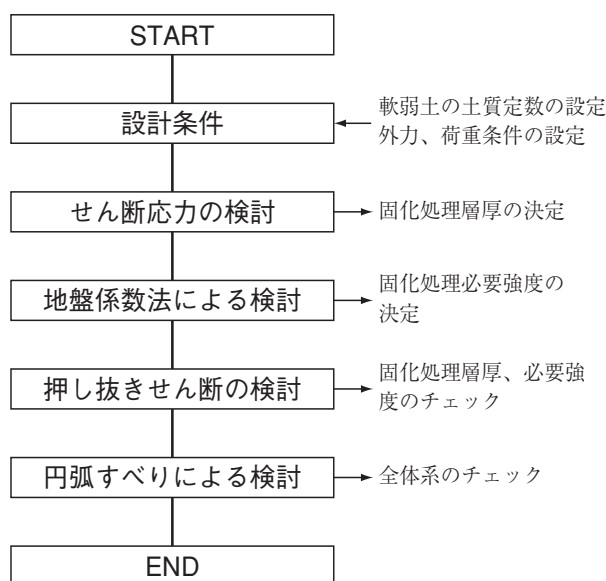 START
設計条件
軟弱土の土質定数の設定
外力、荷重条件の設定
せん断応力の検討
固化処理層厚の決定
地盤係数法による検討
固化処理必要強度の
決定
押し抜きせん断の検討
固化処理層厚、必要強
度のチェック
円弧すべりによる検討
全体系のチェック
END